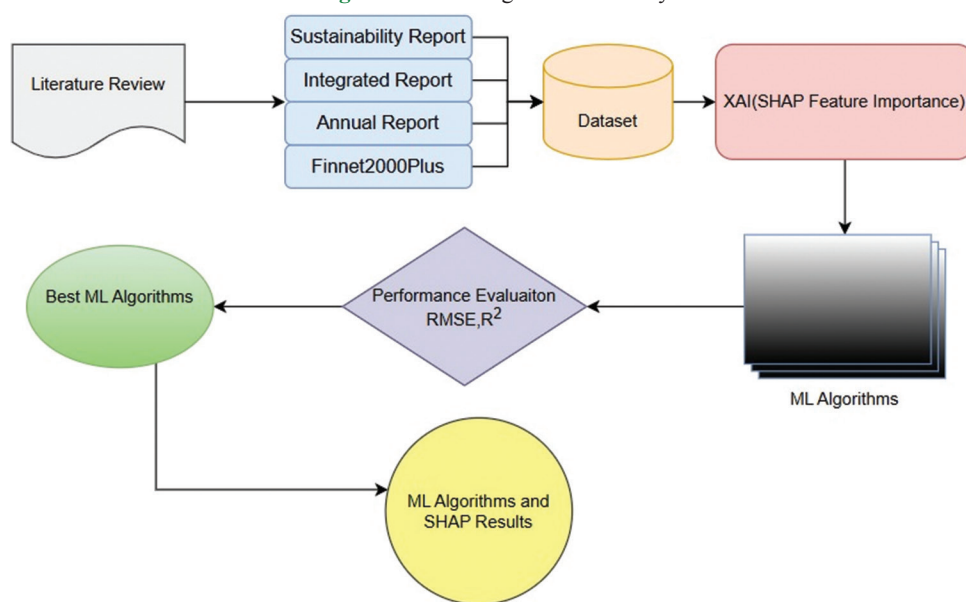 Literature Review
Sustainability Report
Integrated Report
Annual Report
Finnet2000Plus
Dataset
XAI(SHAP Feature Importance)
ML Algorithms
Performance Evaluaiton
RMSE,R²
Best ML Algorithms
ML Algorithms and
SHAP Results